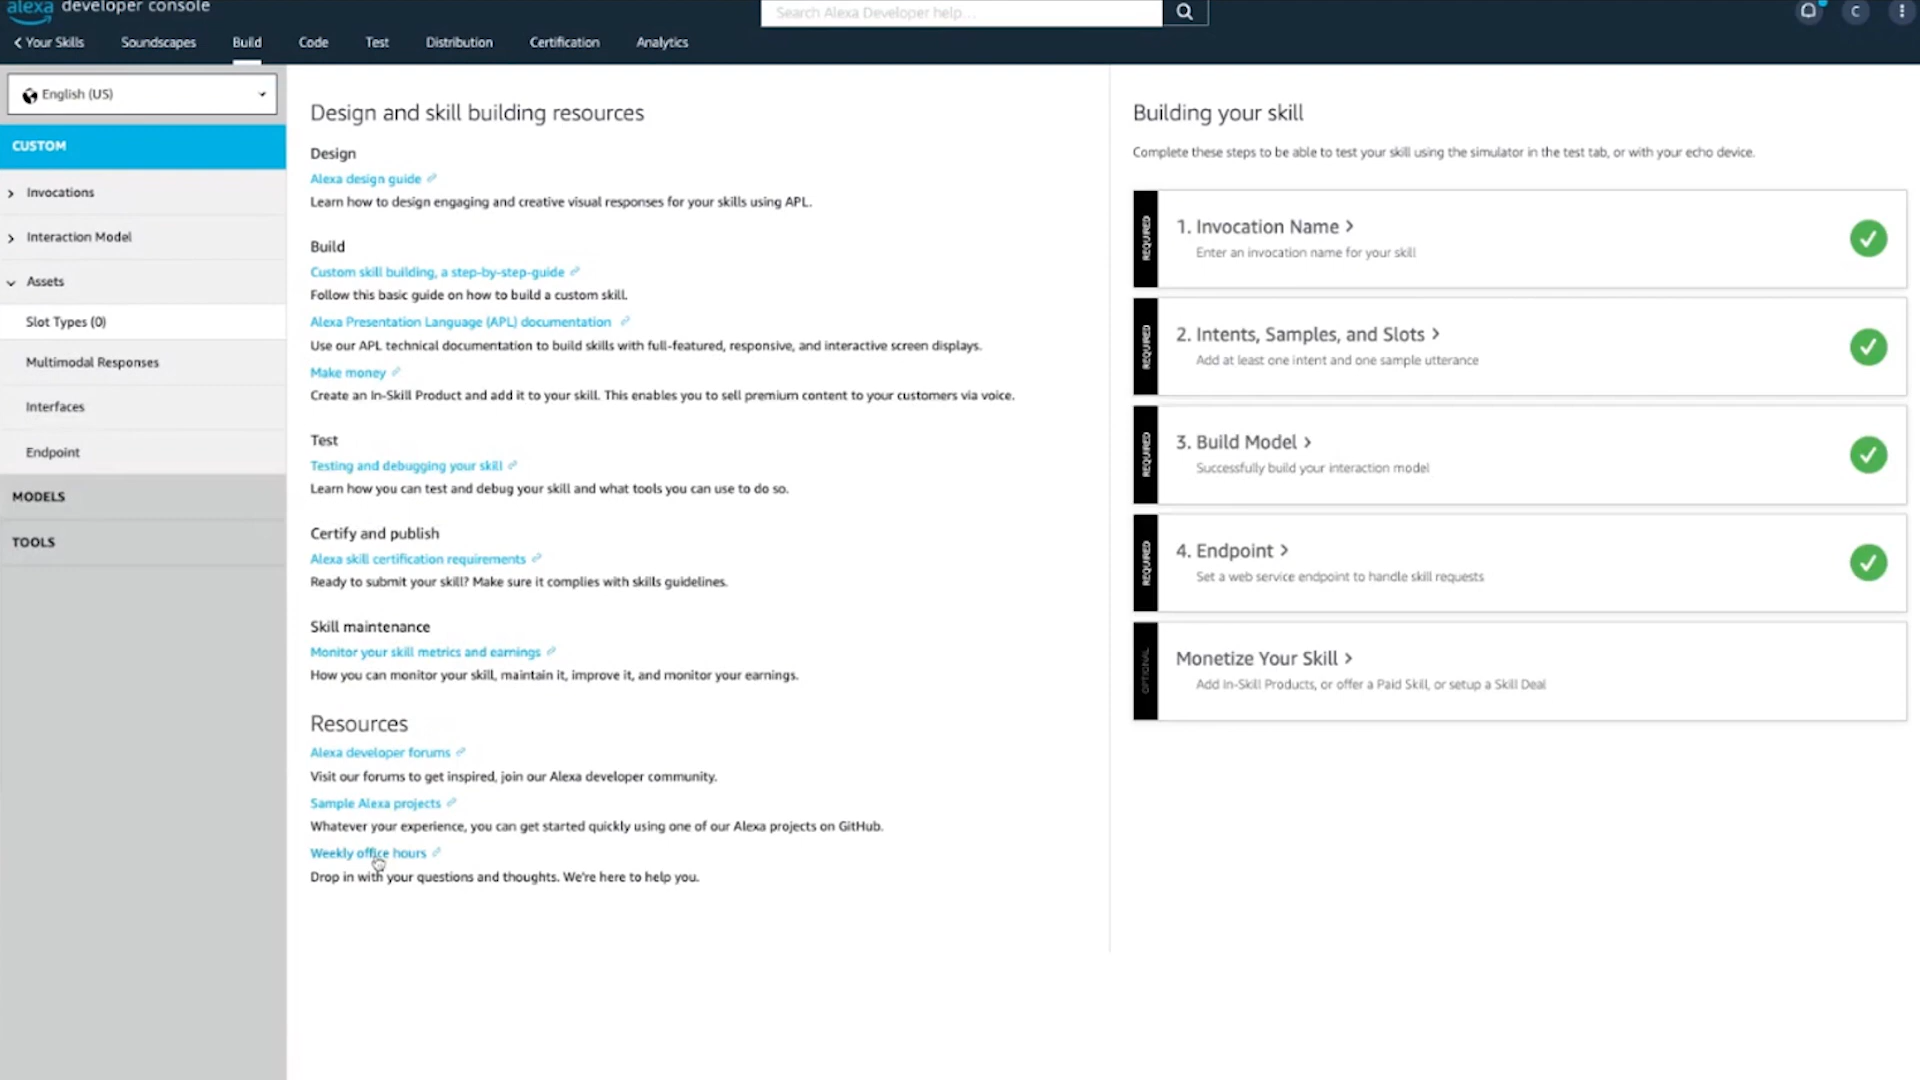 alexa developer console
Search Alexa Developer help...
C
Your Skills
Soundscapes
Build
Code
Test
Distribution
Certification
Analytics
English (US)
CUSTOM
Invocations
Interaction Model
Assets
Slot Types (0)
Multimodal Responses
Interfaces
Endpoint
MODELS
TOOLS
Design and skill building resources
Design
Alexa design guide
Learn how to design engaging and creative visual responses for your skills using APL.
Build
Custom skill building, a step-by-step-guide
Follow this basic guide on how to build a custom skill.
Alexa Presentation Language (APL) documentation
Use our APL technical documentation to build skills with full-featured, responsive, and interactive screen displays.
Make money
Create an In-Skill Product and add it to your skill. This enables you to sell premium content to your customers via voice.
Test
Testing and debugging your skill
Learn how you can test and debug your skill and what tools you can use to do so.
Certify and publish
Alexa skill certification requirements
Ready to submit your skill? Make sure it complies with skills guidelines.
Skill maintenance
Monitor your skill metrics and earnings
How you can monitor your skill, maintain it, improve it, and monitor your earnings.
Resources
Alexa developer forums
Visit our forums to get inspired, join our Alexa developer community.
Sample Alexa projects
Whatever your experience, you can get started quickly using one of our Alexa projects on GitHub.
Weekly office hours
Drop in with your questions and thoughts. We're here to help you.
Building your skill
Complete these steps to be able to test your skill using the simulator in the test tab, or with your echo device.
REQUIRED
1. Invocation Name >
Enter an invocation name for your skill
REQUIRED
2. Intents, Samples, and Slots >
Add at least one intent and one sample utterance
REQUIRED
3. Build Model >
Successfully build your interaction model
REQUIRED
4. Endpoint >
Set a web service endpoint to handle skill requests
OPTIONAL
Monetize Your Skill >
Add In-Skill Products, or offer a Paid Skill, or setup a Skill Deal